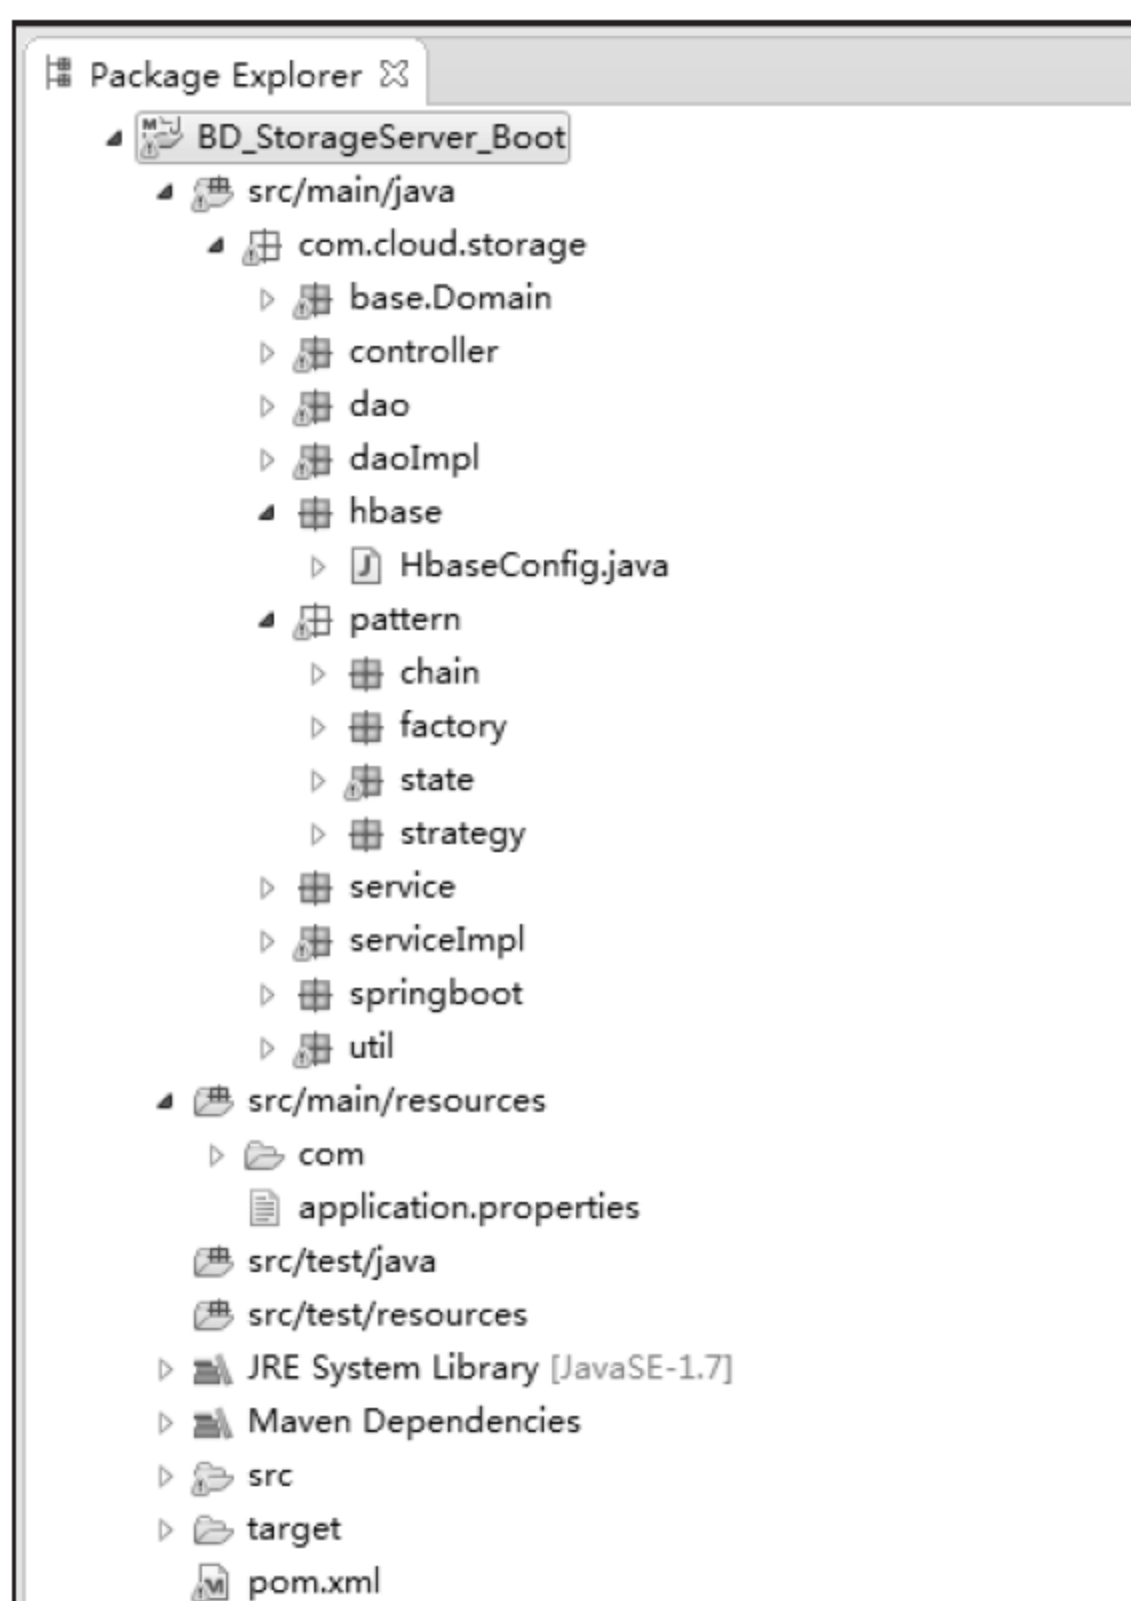 Package Explorer
BD_StorageServer_Boot
src/main/java
com.cloud.storage
base.Domain
controller
dao
daoImpl
hbase
HbaseConfig.java
pattern
chain
factory
state
strategy
service
serviceImpl
springboot
util
src/main/resources
com
application.properties
src/test/java
src/test/resources
JRE System Library [JavaSE-1.7]
Maven Dependencies
src
target
pom.xml